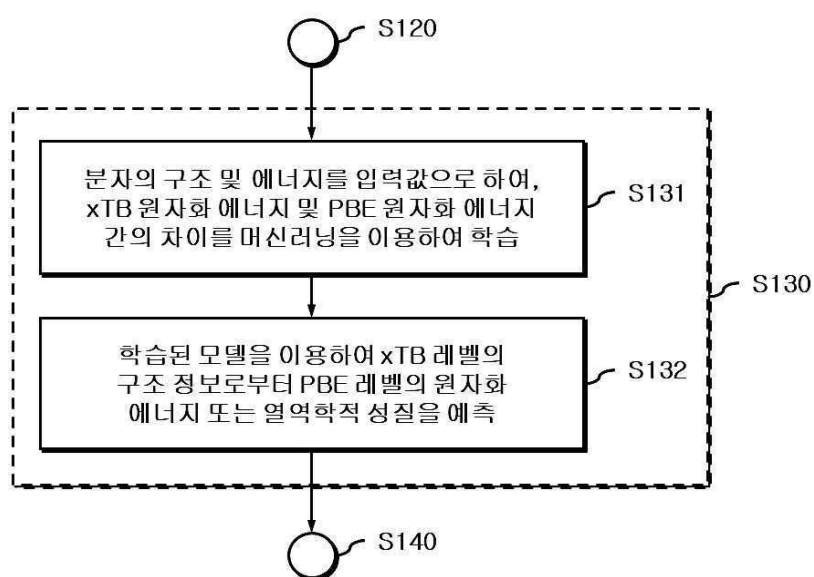 S120
분자의 구조 및 에너지를 입력값으로 하여,
xTB 원자화 에너지 및 PBE 원자화 에너지
간의 차이를 머신러닝을 이용하여 학습
S131
S130
학습된 모델을 이용하여 xTB 레벨의
구조 정보로부터 PBE 레벨의 원자화
에너지 또는 열역학적 성질을 예측
S132
S140